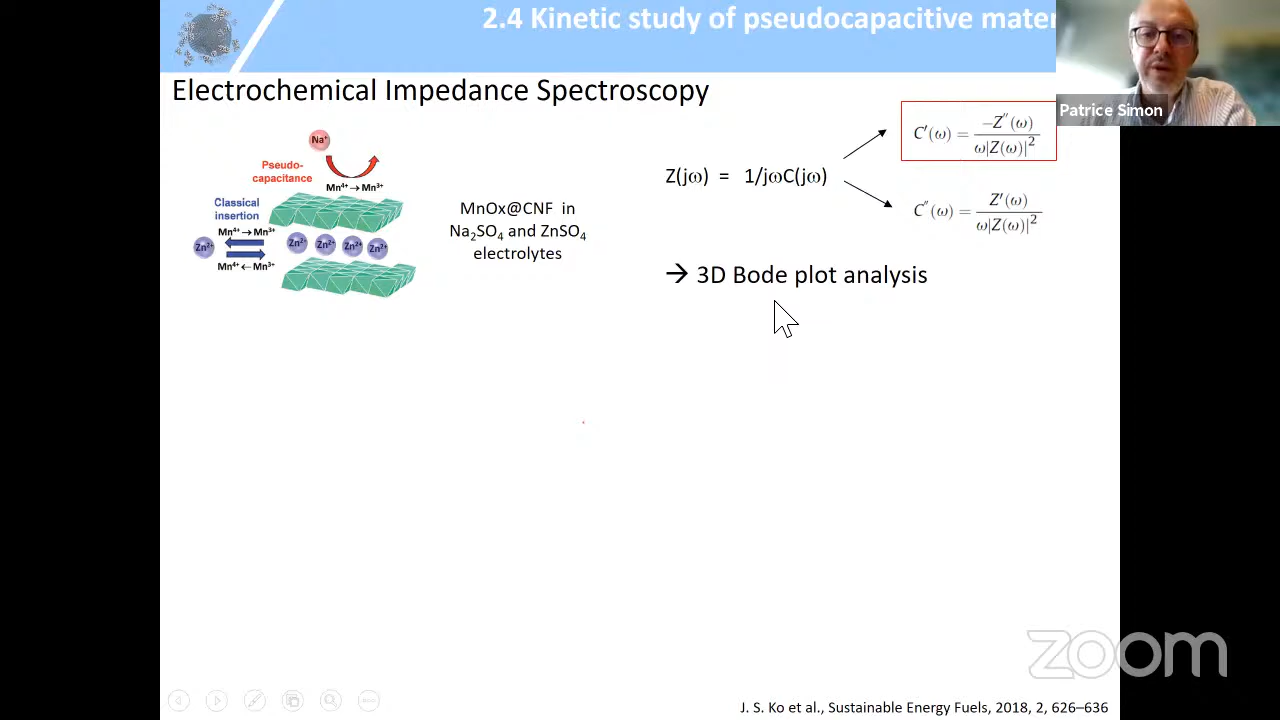 2.4 Kinetic study of pseudocapacitive mater
Patrice Simon
Electrochemical Impedance Spectroscopy
Na⁺
Pseudo-
capacitance
Mn⁴⁺ → Mn³⁺
Classical
insertion
Mn⁴⁺ → Mn³⁺
Zn²⁺
Zn²⁺ Zn²⁺ Zn²⁺ Zn²⁺
Mn⁴⁺ ← Mn³⁺
MnOx@CNF in
Na₂SO₄ and ZnSO₄
electrolytes
Z(jω) = 1/jωC(jω)
C′(ω) = −Z″(ω) / ω|Z(ω)|²
C″(ω) = Z′(ω) / ω|Z(ω)|²
→ 3D Bode plot analysis
zoom
J. S. Ko et al., Sustainable Energy Fuels, 2018, 2, 626–636